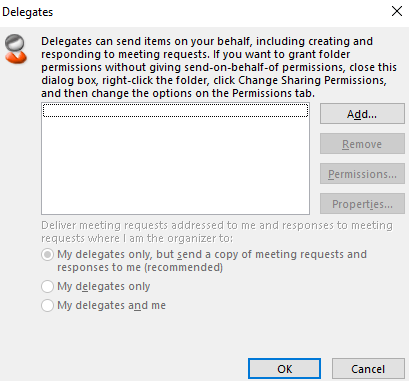 Delegates
Delegates can send items on your behalf, including creating and
responding to meeting requests. If you want to grant folder
permissions without giving send-on-behalf-of permissions, close this
dialog box, right-click the folder, click Change Sharing Permissions,
and then change the options on the Permissions tab.
Add...
Remove
Permissions...
Properties...
Deliver meeting requests addressed to me and responses to meeting
requests where I am the organizer to:
My delegates only, but send a copy of meeting requests and
responses to me (recommended)
My delegates only
My delegates and me
OK
Cancel